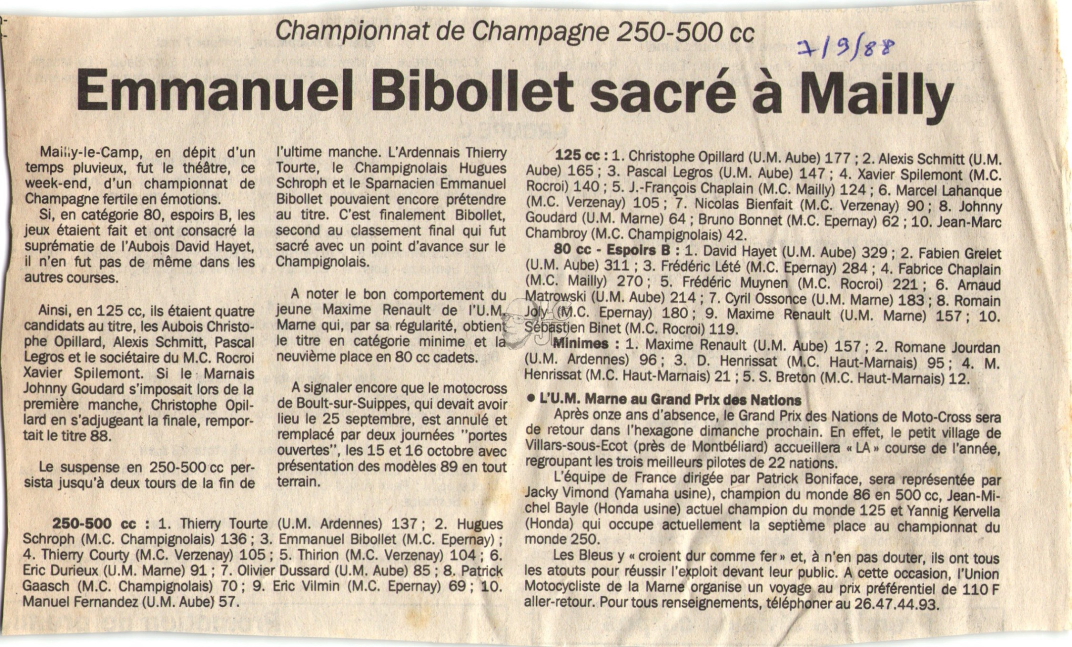 Championnat de Champagne 250-500 cc
7/9/88
Emmanuel Bibollet sacré à Mailly
Mailly-le-Camp, en dépit d'un
temps pluvieux, fut le théâtre, ce
week-end, d'un championnat de
Champagne fertile en émotions.
Si, en catégorie 80, espoirs B, les
jeux étaient fait et ont consacré la
suprématie de l'Aubois David Hayet,
il n'en fut pas de même dans les
autres courses.
Ainsi, en 125 cc, ils étaient quatre
candidats au titre, les Aubois Christo-
phe Opillard, Alexis Schmitt, Pascal
Legros et le sociétaire du M.C. Rocroi
Xavier Spilemont. Si le Marnais
Johnny Goudard s'imposait lors de la
première manche, Christophe Opil-
lard en s'adjugeant la finale, rempor-
tait le titre 88.
Le suspense en 250-500 cc per-
sista jusqu'à deux tours de la fin de
l'ultime manche. L'Ardennais Thierry
Tourte, le Champignolais Hugues
Schroph et le Sparnacien Emmanuel
Bibollet pouvaient encore prétendre
au titre. C'est finalement Bibollet,
second au classement final qui fut
sacré avec un point d'avance sur le
Champignolais.
A noter le bon comportement du
jeune Maxime Renault de l'U.M.
Marne qui, par sa régularité, obtient
le titre en catégorie minime et la
neuvième place en 80 cc cadets.
A signaler encore que le motocross
de Boult-sur-Suippes, qui devait avoir
lieu le 25 septembre, est annulé et
remplacé par deux journées "portes
ouvertes", les 15 et 16 octobre avec
présentation des modèles 89 en tout
terrain.
250-500 cc : 1. Thierry Tourte (U.M. Ardennes) 137 ; 2. Hugues
Schroph (M.C. Champignolais) 136 ; 3. Emmanuel Bibollet (M.C. Epernay) ;
4. Thierry Courty (M.C. Verzenay) 105 ; 5. Thirion (M.C. Verzenay) 104 ; 6.
Eric Durieux (U.M. Marne) 91 ; 7. Olivier Dussard (U.M. Aube) 85 ; 8. Patrick
Gaasch (M.C. Champignolais) 70 ; 9. Eric Vilmin (M.C. Epernay) 69 ; 10.
Manuel Fernandez (U.M. Aube) 57.
125 cc : 1. Christophe Opillard (U.M. Aube) 177 ; 2. Alexis Schmitt (U.M.
Aube) 165 ; 3. Pascal Legros (U.M. Aube) 147 ; 4. Xavier Spilemont (M.C.
Rocroi) 140 ; 5. J.-François Chaplain (M.C. Mailly) 124 ; 6. Marcel Lahanque
(M.C. Verzenay) 105 ; 7. Nicolas Bienfait (M.C. Verzenay) 90 ; 8. Johnny
Goudard (U.M. Marne) 64 ; Bruno Bonnet (M.C. Epernay) 62 ; 10. Jean-Marc
Chambroy (M.C. Champignolais) 42.
80 cc - Espoirs B : 1. David Hayet (U.M. Aube) 329 ; 2. Fabien Grelet
(U.M. Aube) 311 ; 3. Frédéric Lété (M.C. Epernay) 284 ; 4. Fabrice Chaplain
(M.C. Mailly) 270 ; 5. Frédéric Muynen (M.C. Rocroi) 221 ; 6. Arnaud
Matrowski (U.M. Aube) 214 ; 7. Cyril Ossonce (U.M. Marne) 183 ; 8. Romain
Joly (M.C. Epernay) 180 ; 9. Maxime Renault (U.M. Marne) 157 ; 10.
Sébastien Binet (M.C. Rocroi) 119.
Minimes : 1. Maxime Renault (U.M. Aube) 157 ; 2. Romane Jourdan
(U.M. Ardennes) 96 ; 3. D. Henrissat (M.C. Haut-Marnais) 95 ; 4. M.
Henrissat (M.C. Haut-Marnais) 21 ; 5. S. Breton (M.C. Haut-Marnais) 12.
● L'U.M. Marne au Grand Prix des Nations
Après onze ans d'absence, le Grand Prix des Nations de Moto-Cross sera
de retour dans l'hexagone dimanche prochain. En effet, le petit village de
Villars-sous-Ecot (près de Montbéliard) accueillera « LA » course de l'année,
regroupant les trois meilleurs pilotes de 22 nations.
L'équipe de France dirigée par Patrick Boniface, sera représentée par
Jacky Vimond (Yamaha usine), champion du monde 86 en 500 cc, Jean-Mi-
chel Bayle (Honda usine) actuel champion du monde 125 et Yannig Kervella
(Honda) qui occupe actuellement la septième place au championnat du
monde 250.
Les Bleus y « croient dur comme fer » et, à n'en pas douter, ils ont tous
les atouts pour réussir l'exploit devant leur public. A cette occasion, l'Union
Motocycliste de la Marne organise un voyage au prix préférentiel de 110 F
aller-retour. Pour tous renseignements, téléphoner au 26.47.44.93.